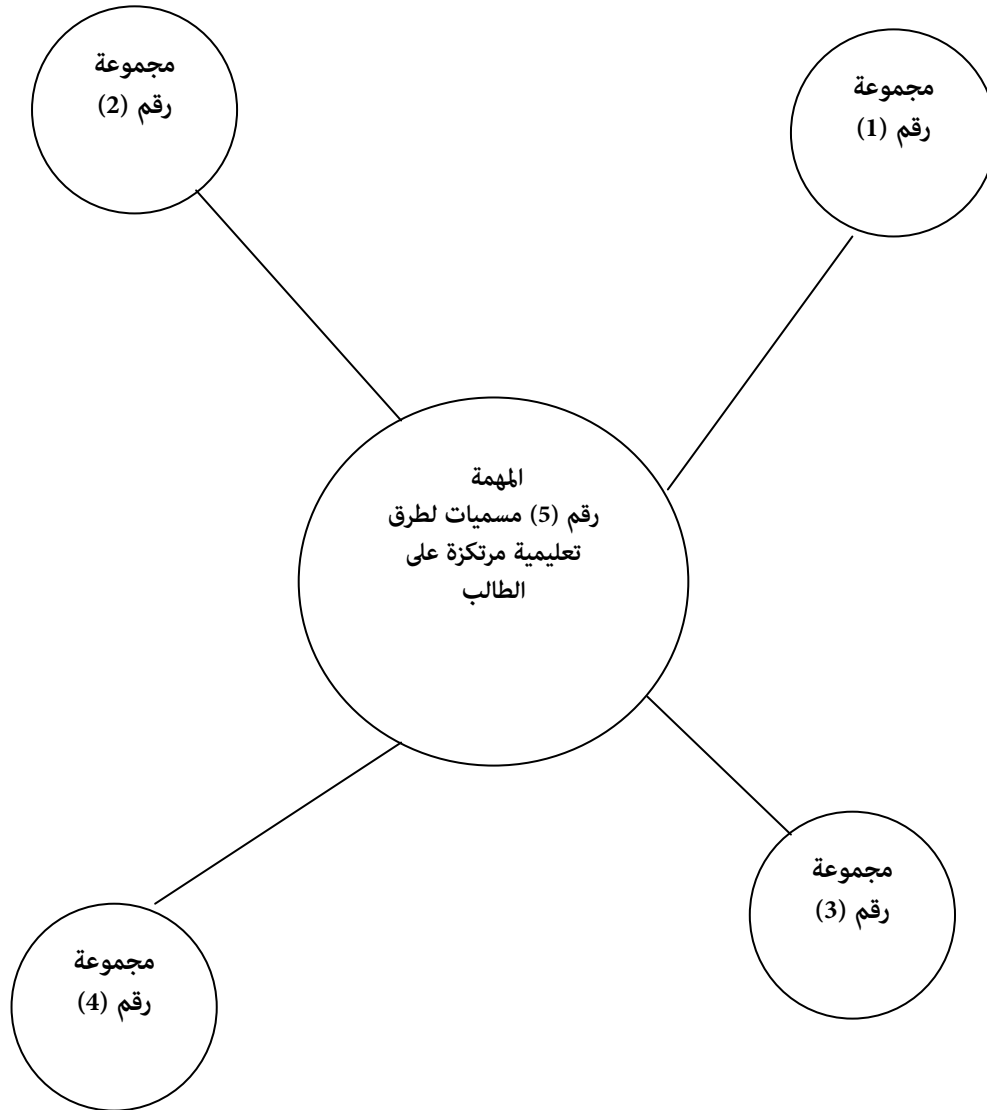 مجموعة
رقم (1)
مجموعة
رقم (2)
المهمة
رقم (5) مسميات لطرق
تعليمية مرتكزة على
الطالب
مجموعة
رقم (3)
مجموعة
رقم (4)